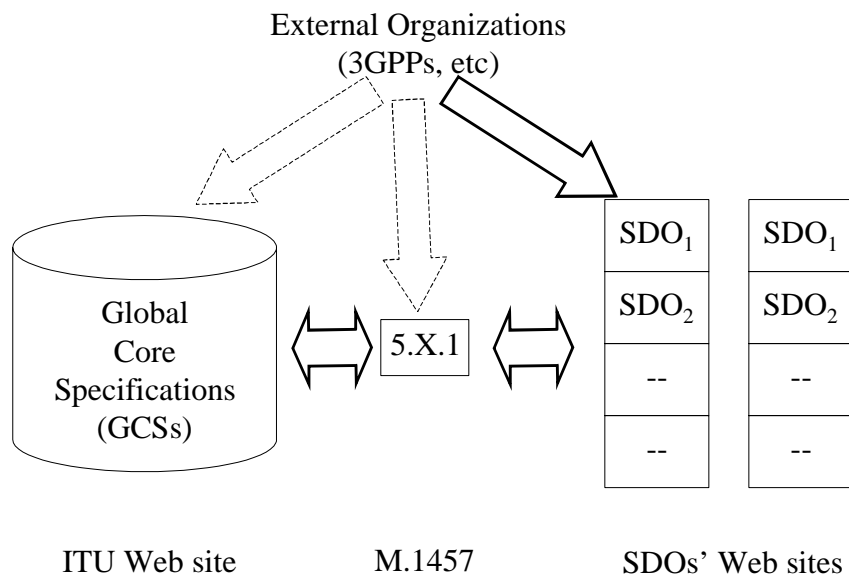 External Organizations
(3GPPs, etc)
SDO₁ SDO₁
SDO₂ SDO₂
-- --
-- --
Global
Core
Specifications
(GCSs)
5.X.1
ITU Web site M.1457 SDOs’ Web sites